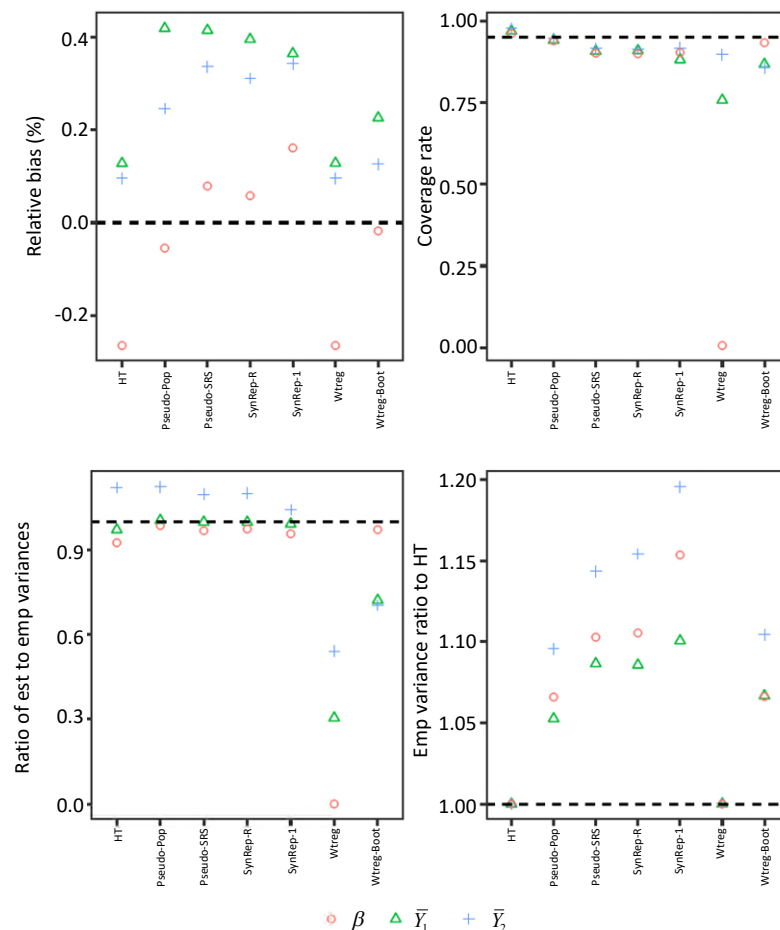 Relative bias (%)
0.4
0.2
0.0
-0.2
HT
Pseudo-Pop
Pseudo-SRS
SynRep-R
SynRep-1
Wtreg
Wtreg-Boot
Coverage rate
1.00
0.75
0.50
0.25
0.00
HT
Pseudo-Pop
Pseudo-SRS
SynRep-R
SynRep-1
Wtreg
Wtreg-Boot
Ratio of est to emp variances
0.9
0.6
0.3
0.0
HT
Pseudo-Pop
Pseudo-SRS
SynRep-R
SynRep-1
Wtreg
Wtreg-Boot
Emp variance ratio to HT
1.20
1.15
1.10
1.05
1.00
HT
Pseudo-Pop
Pseudo-SRS
SynRep-R
SynRep-1
Wtreg
Wtreg-Boot
β Y̅₁ Y̅₂